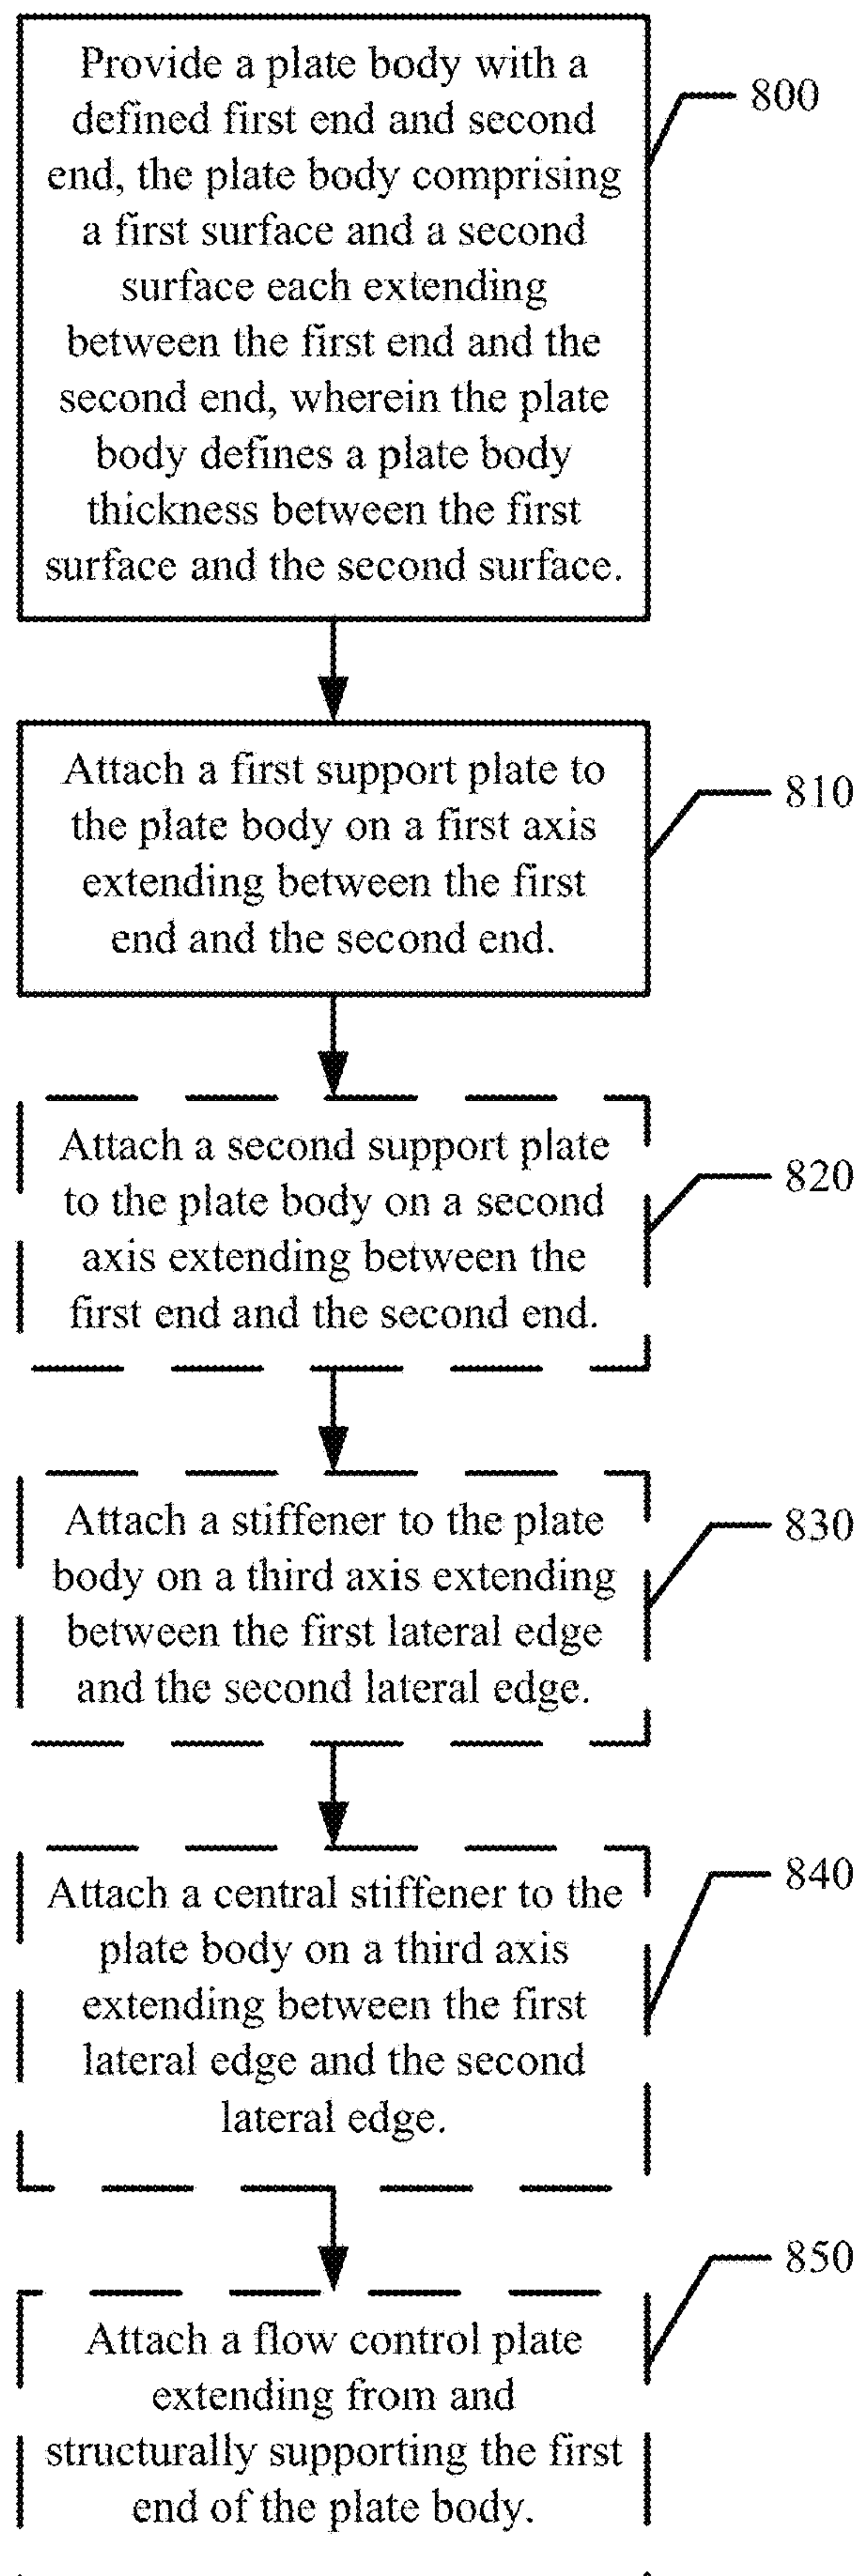 Provide a plate body with a
defined first end and second
end, the plate body comprising
a first surface and a second
surface each extending
between the first end and the
second end, wherein the plate
body defines a plate body
thickness between the first
surface and the second surface.
800
Attach a first support plate to
the plate body on a first axis
extending between the first
end and the second end.
810
Attach a second support plate
to the plate body on a second
axis extending between the
first end and the second end.
820
Attach a stiffener to the plate
body on a third axis extending
between the first lateral edge
and the second lateral edge.
830
Attach a central stiffener to the
plate body on a third axis
extending between the first
lateral edge and the second
lateral edge.
840
Attach a flow control plate
extending from and
structurally supporting the first
end of the plate body.
850